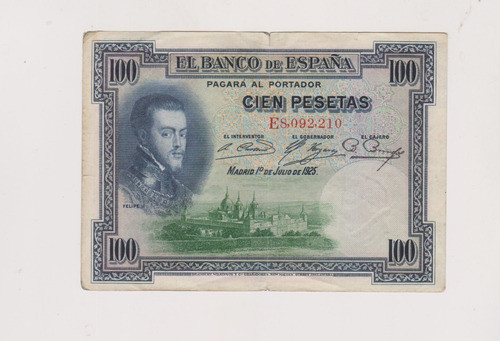 100 EL BANCO DE ESPAÑA 100
PAGARÁ AL PORTADOR
CIEN PESETAS
E8,092,210
EL INTERVENTOR EL GOBERNADOR EL CAJERO
MADRID 1º DE JULIO DE 1925.
FELIPE II
100 100